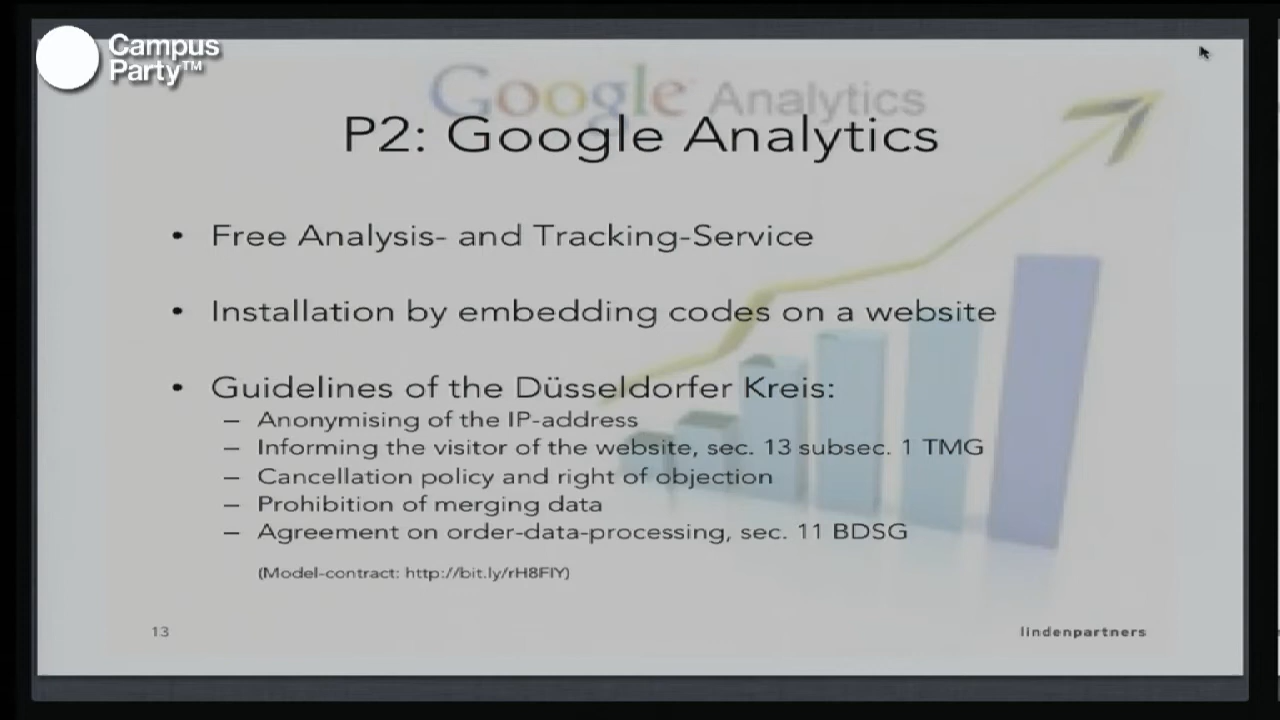 Campus
Party™
Google Analytics
P2: Google Analytics
• Free Analysis- and Tracking-Service
• Installation by embedding codes on a website
• Guidelines of the Düsseldorfer Kreis:
– Anonymising of the IP-address
– Informing the visitor of the website, sec. 13 subsec. 1 TMG
– Cancellation policy and right of objection
– Prohibition of merging data
– Agreement on order-data-processing, sec. 11 BDSG
(Model-contract: http://bit.ly/rH8FlY)
13
lindenpartners